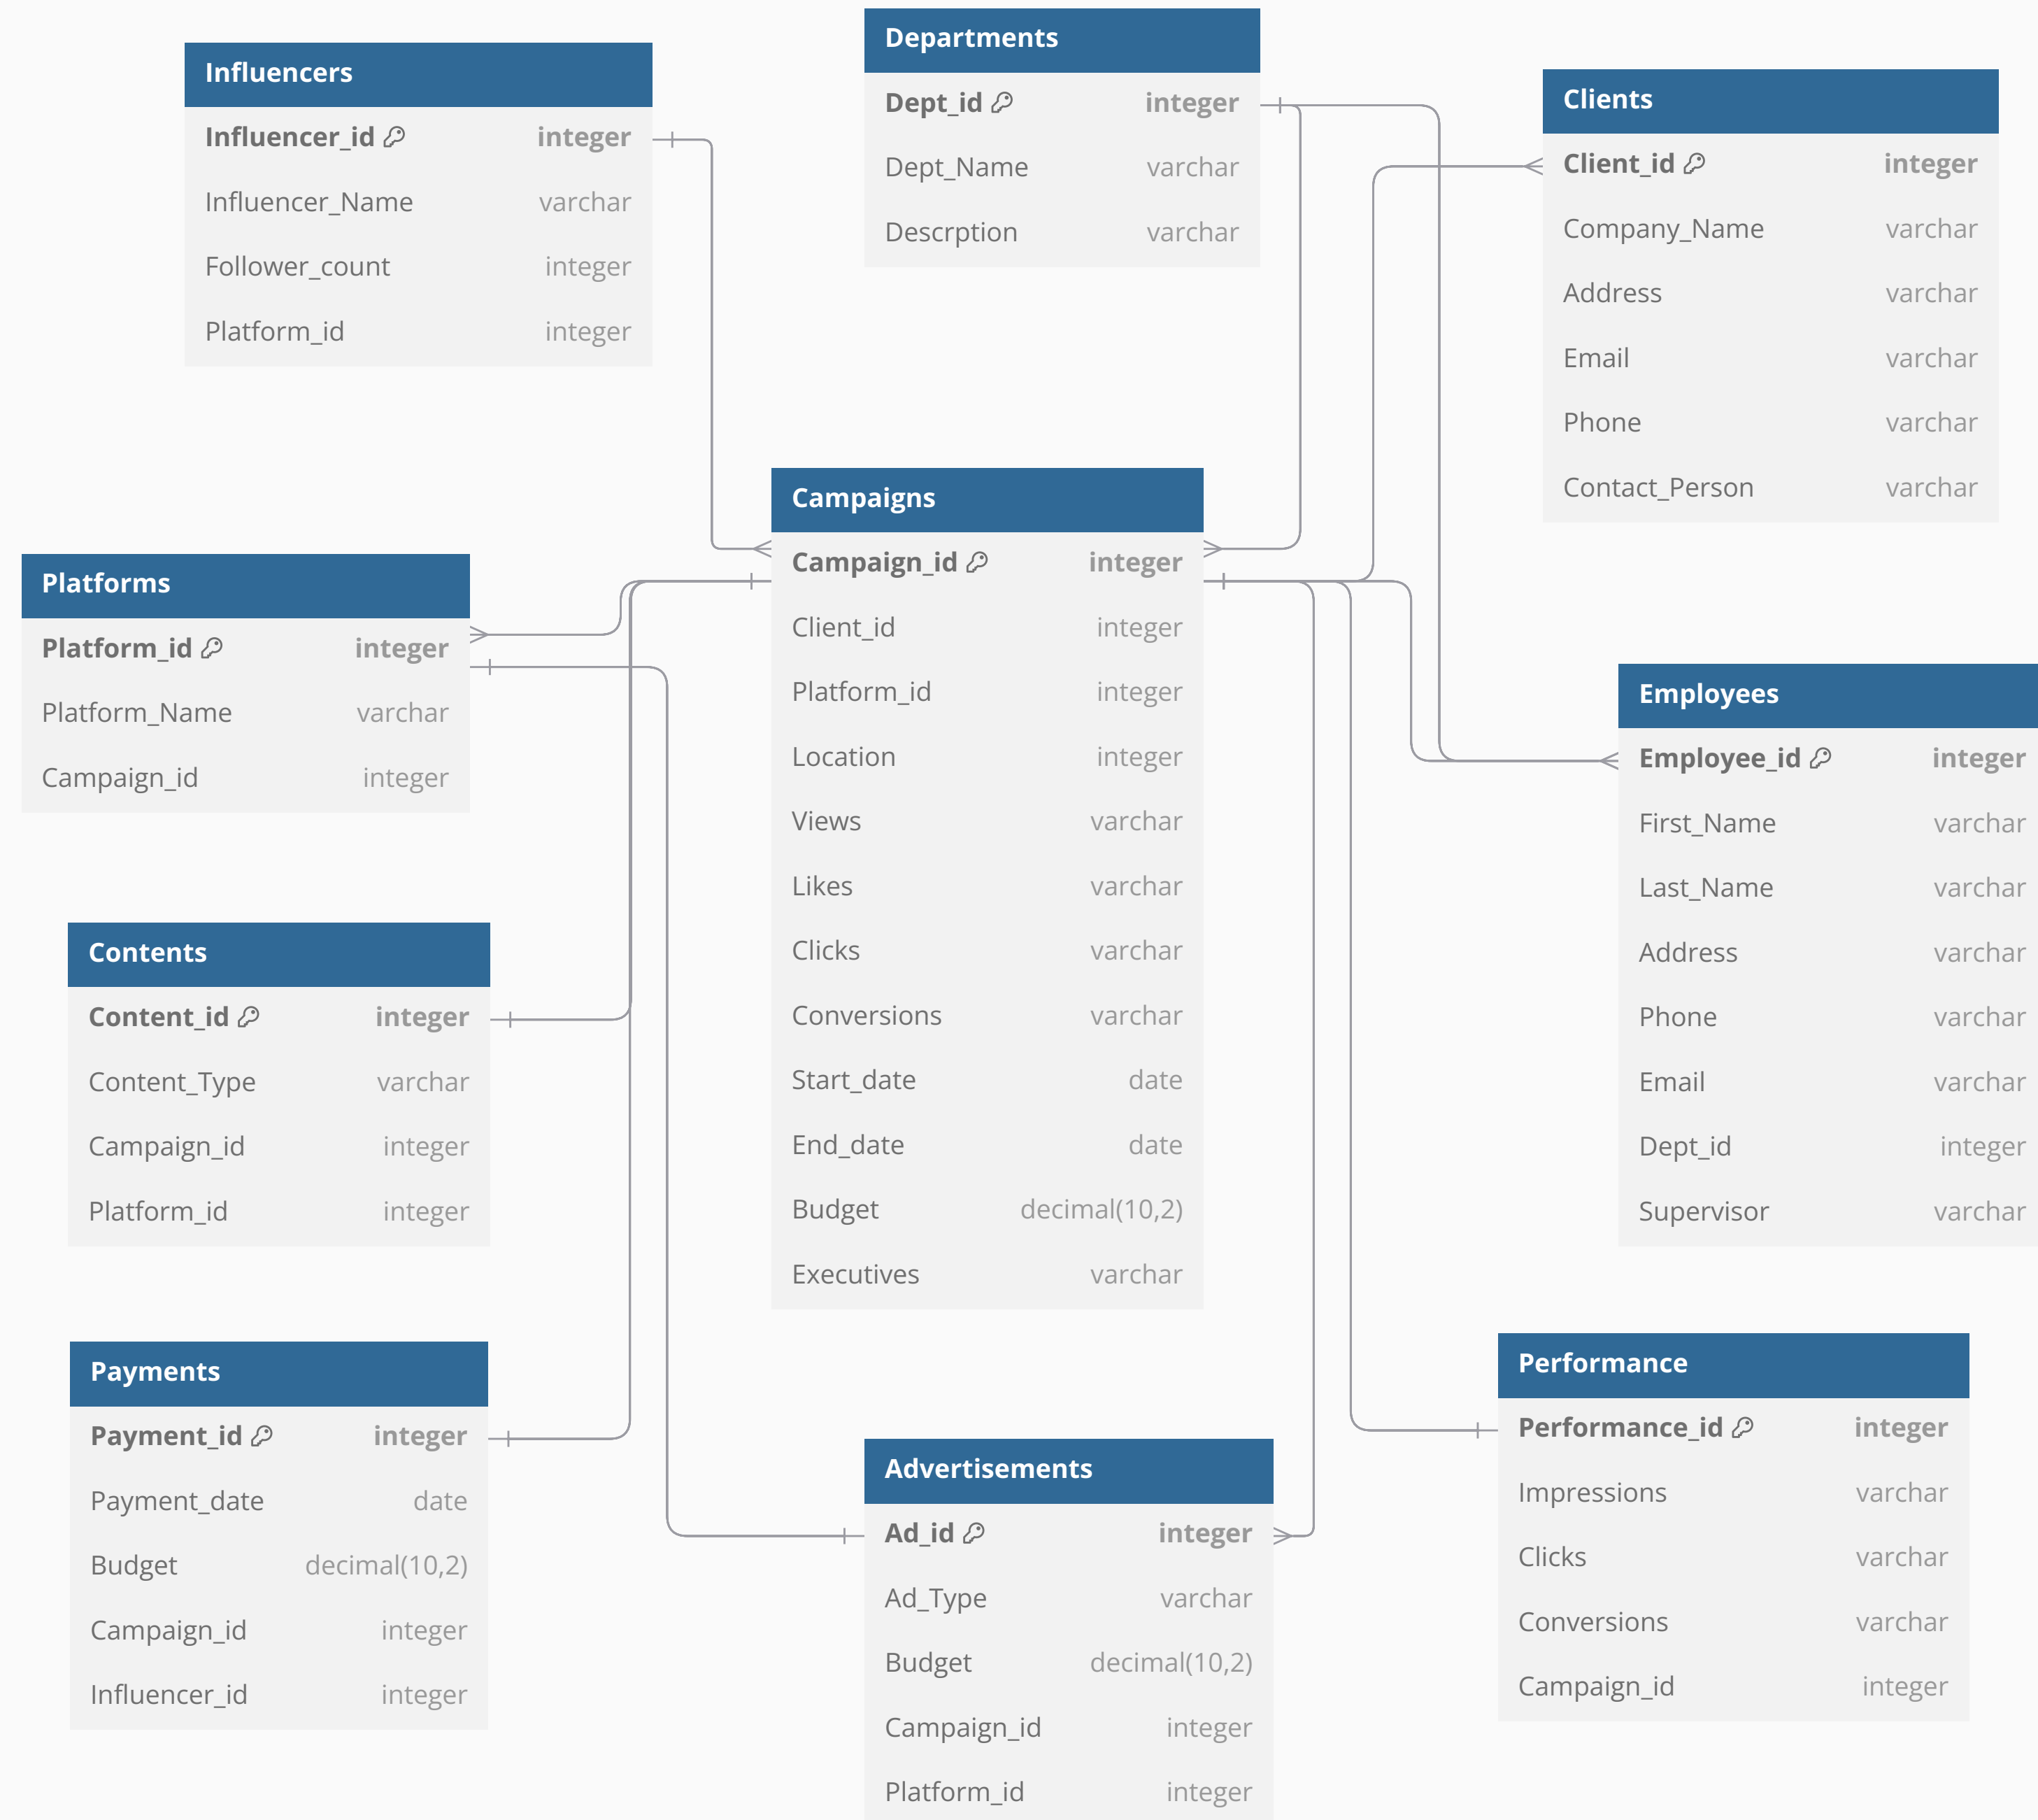 Influencers
Influencer_id integer
Influencer_Name varchar
Follower_count integer
Platform_id integer
Departments
Dept_id integer
Dept_Name varchar
Descrption varchar
Clients
Client_id integer
Company_Name varchar
Address varchar
Email varchar
Phone varchar
Contact_Person varchar
Platforms
Platform_id integer
Platform_Name varchar
Campaign_id integer
Campaigns
Campaign_id integer
Client_id integer
Platform_id integer
Location integer
Views varchar
Likes varchar
Clicks varchar
Conversions varchar
Start_date date
End_date date
Budget decimal(10,2)
Executives varchar
Employees
Employee_id integer
First_Name varchar
Last_Name varchar
Address varchar
Phone varchar
Email varchar
Dept_id integer
Supervisor varchar
Contents
Content_id integer
Content_Type varchar
Campaign_id integer
Platform_id integer
Payments
Payment_id integer
Payment_date date
Budget decimal(10,2)
Campaign_id integer
Influencer_id integer
Advertisements
Ad_id integer
Ad_Type varchar
Budget decimal(10,2)
Campaign_id integer
Platform_id integer
Performance
Performance_id integer
Impressions varchar
Clicks varchar
Conversions varchar
Campaign_id integer